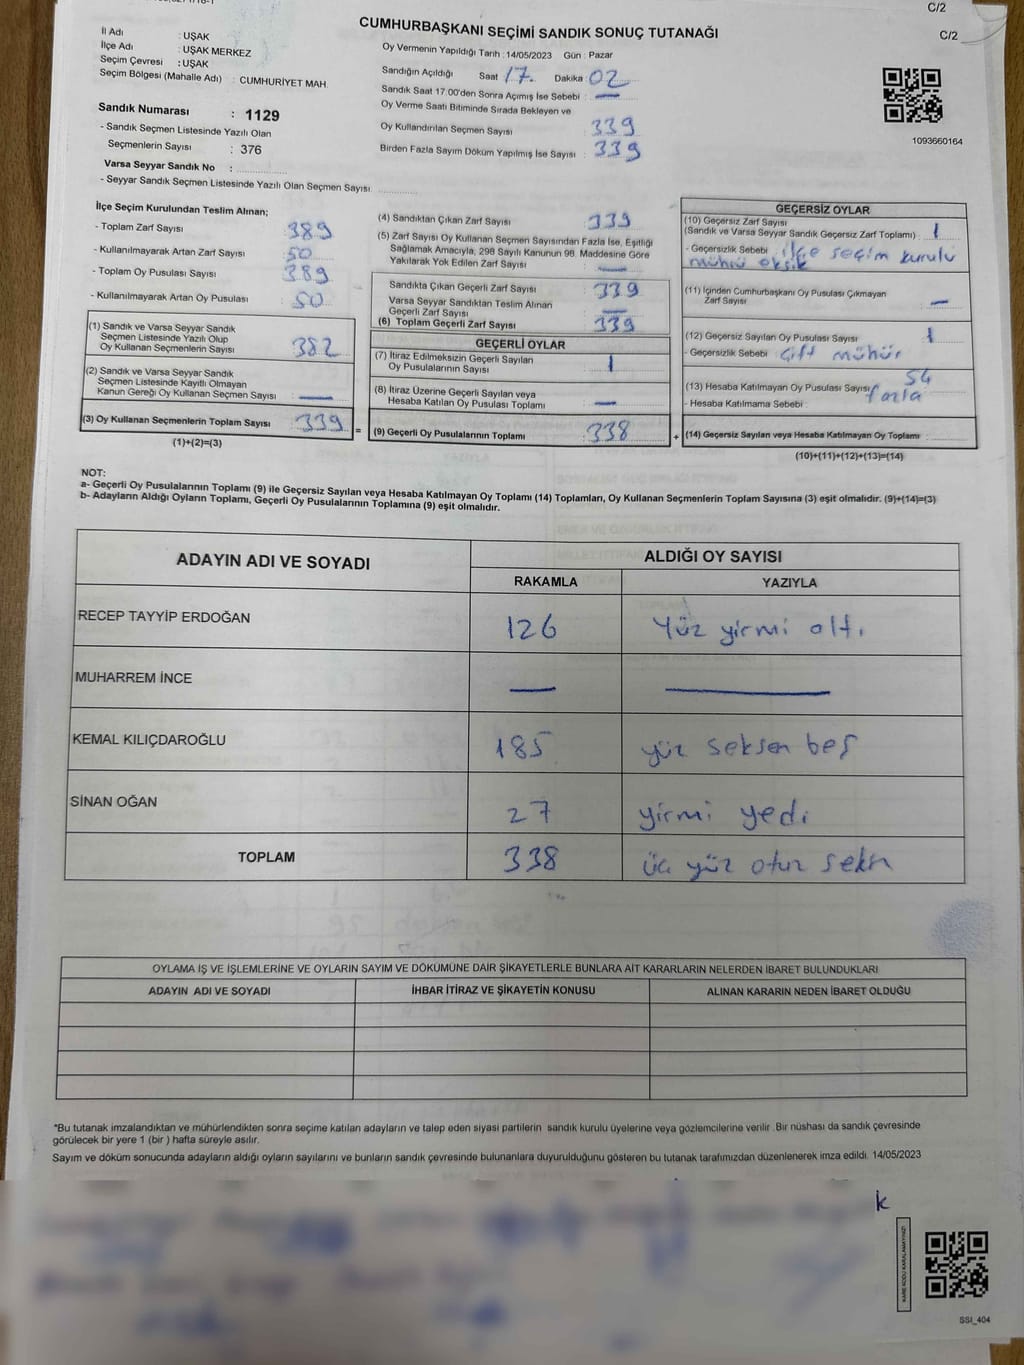 C/2
CUMHURBAŞKANI SEÇİMİ SANDIK SONUÇ TUTANAĞI
C/2
İl Adı : UŞAK
İlçe Adı : UŞAK MERKEZ
Seçim Çevresi : UŞAK
Seçim Bölgesi (Mahalle Adı) : CUMHURİYET MAH.
Sandık Numarası : 1129
- Sandık Seçmen Listesinde Yazılı Olan
Seçmenlerin Sayısı : 376
Varsa Seyyar Sandık No :
- Seyyar Sandık Seçmen Listesinde Yazılı Olan Seçmen Sayısı
Oy Vermenin Yapıldığı Tarih : 14/05/2023 Gün : Pazar
Sandığın Açıldığı Saat 17. Dakika : 02
Sandık Saat 17:00'den Sonra Açımış İse Sebebi : —
Oy Verme Saati Bitiminde Sırada Bekleyen ve
Oy Kullandırılan Seçmen Sayısı : 339
Birden Fazla Sayım Döküm Yapılmış İse Sayısı : 339
1093660164
İlçe Seçim Kurulundan Teslim Alınan;
- Toplam Zarf Sayısı : 389
- Kullanılmayarak Artan Zarf Sayısı : 50
- Toplam Oy Pusulası Sayısı : 389
- Kullanılmayarak Artan Oy Pusulası : 50
(1) Sandık ve Varsa Seyyar Sandık
Seçmen Listesinde Yazılı Olup
Oy Kullanan Seçmenlerin Sayısı : 382
(2) Sandık ve Varsa Seyyar Sandık
Seçmen Listesinde Kayıtlı Olmayan
Kanun Gereği Oy Kullanan Seçmen Sayısı : —
(3) Oy Kullanan Seçmenlerin Toplam Sayısı : 339
(1)+(2)=(3)
=
(4) Sandıktan Çıkan Zarf Sayısı : 339
(5) Zarf Sayısı Oy Kullanan Seçmen Sayısından Fazla İse, Eşitliği
Sağlamak Amacıyla, 298 Sayılı Kanunun 98. Maddesine Göre
Yakılarak Yok Edilen Zarf Sayısı : —
Sandıkta Çıkan Geçerli Zarf Sayısı : 339
Varsa Seyyar Sandıktan Teslim Alınan
Geçerli Zarf Sayısı : —
(6) Toplam Geçerli Zarf Sayısı : 339
GEÇERLİ OYLAR
(7) İtiraz Edilmeksizin Geçerli Sayılan
Oy Pusulalarının Sayısı : 1
(8) İtiraz Üzerine Geçerli Sayılan veya
Hesaba Katılan Oy Pusulası Toplamı : —
(9) Geçerli Oy Pusulalarının Toplamı : 338
+
GEÇERSİZ OYLAR
(10) Geçersiz Zarf Sayısı
(Sandık ve Varsa Seyyar Sandık Geçersiz Zarf Toplamı) : 1
- Geçersizlik Sebebi : ilçe seçim kurulu
mührü eksik
(11) İçinden Cumhurbaşkanı Oy Pusulası Çıkmayan
Zarf Sayısı : —
(12) Geçersiz Sayılan Oy Pusulası Sayısı : 1
- Geçersizlik Sebebi : çift mühür
(13) Hesaba Katılmayan Oy Pusulası Sayısı : fazla
- Hesaba Katılmama Sebebi :
(14) Geçersiz Sayılan veya Hesaba Katılmayan Oy Toplamı :
(10)+(11)+(12)+(13)=(14)
NOT:
a- Geçerli Oy Pusulalarının Toplamı (9) ile Geçersiz Sayılan veya Hesaba Katılmayan Oy Toplamı (14) Toplamları, Oy Kullanan Seçmenlerin Toplam Sayısına (3) eşit olmalıdır. (9)+(14)=(3)
b- Adayların Aldığı Oyların Toplamı, Geçerli Oy Pusulalarının Toplamına (9) eşit olmalıdır.
ADAYIN ADI VE SOYADI ALDIĞI OY SAYISI
RAKAMLA YAZIYLA
RECEP TAYYİP ERDOĞAN 126 Yüz yirmi altı
MUHARREM İNCE — —
KEMAL KILIÇDAROĞLU 185 yüz seksen beş
SİNAN OĞAN 27 yirmi yedi
TOPLAM 338 üç yüz otuz sekn
OYLAMA İŞ VE İŞLEMLERİNE VE OYLARIN SAYIM VE DÖKÜMÜNE DAİR ŞİKAYETLERLE BUNLARA AİT KARARLARIN NELERDEN İBARET BULUNDUKLARI
ADAYIN ADI VE SOYADI İHBAR İTİRAZ VE ŞİKAYETİN KONUSU ALINAN KARARIN NEDEN İBARET OLDUĞU
*Bu tutanak imzalandıktan ve mühürlendikten sonra seçime katılan adayların ve talep eden siyasi partilerin sandık kurulu üyelerine veya gözlemcilerine verilir .Bir nüshası da sandık çevresinde
görülecek bir yere 1 (bir ) hafta süreyle asılır.
Sayım ve döküm sonucunda adayların aldığı oyların sayılarını ve bunların sandık çevresinde bulunanlara duyurulduğunu gösteren bu tutanak tarafımızdan düzenlenerek imza edildi. 14/05/2023
k
KARE KODU KARALAMAYINIZ!
SSI_404